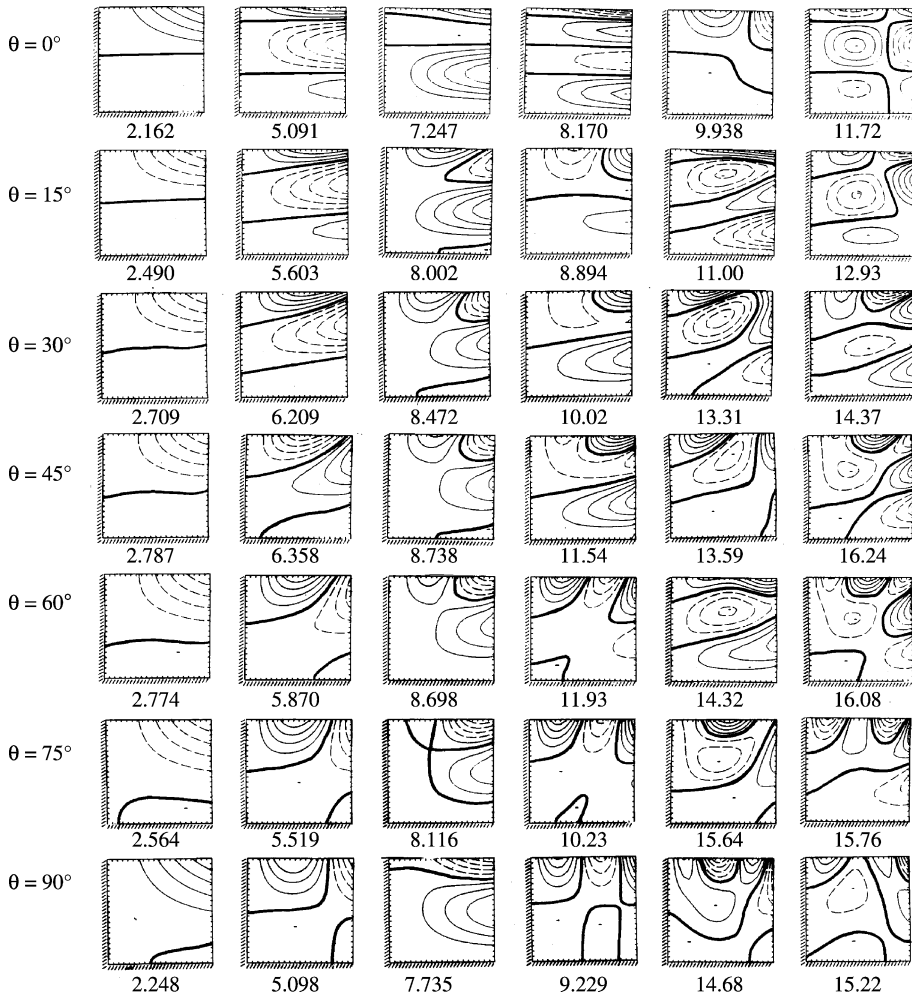 θ = 0°
2.162 5.091 7.247 8.170 9.938 11.72
θ = 15°
2.490 5.603 8.002 8.894 11.00 12.93
θ = 30°
2.709 6.209 8.472 10.02 13.31 14.37
θ = 45°
2.787 6.358 8.738 11.54 13.59 16.24
θ = 60°
2.774 5.870 8.698 11.93 14.32 16.08
θ = 75°
2.564 5.519 8.116 10.23 15.64 15.76
θ = 90°
2.248 5.098 7.735 9.229 14.68 15.22